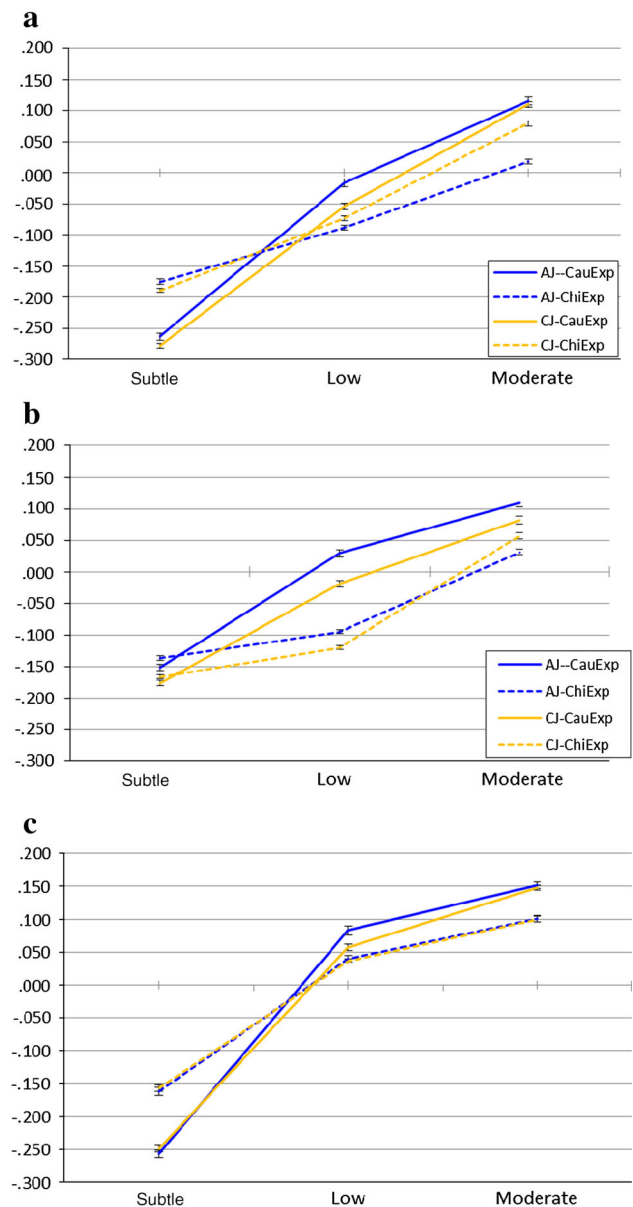 a
.200
.150
.100
.050
.000
-.050
-.100
-.150
-.200
-.250
-.300
AJ--CauExp
AJ-ChiExp
CJ-CauExp
CJ-ChiExp
Subtle Low Moderate
b
.200
.150
.100
.050
.000
-.050
-.100
-.150
-.200
-.250
-.300
AJ--CauExp
AJ-ChiExp
CJ-CauExp
CJ-ChiExp
Subtle Low Moderate
c
.200
.150
.100
.050
.000
-.050
-.100
-.150
-.200
-.250
-.300
Subtle Low Moderate